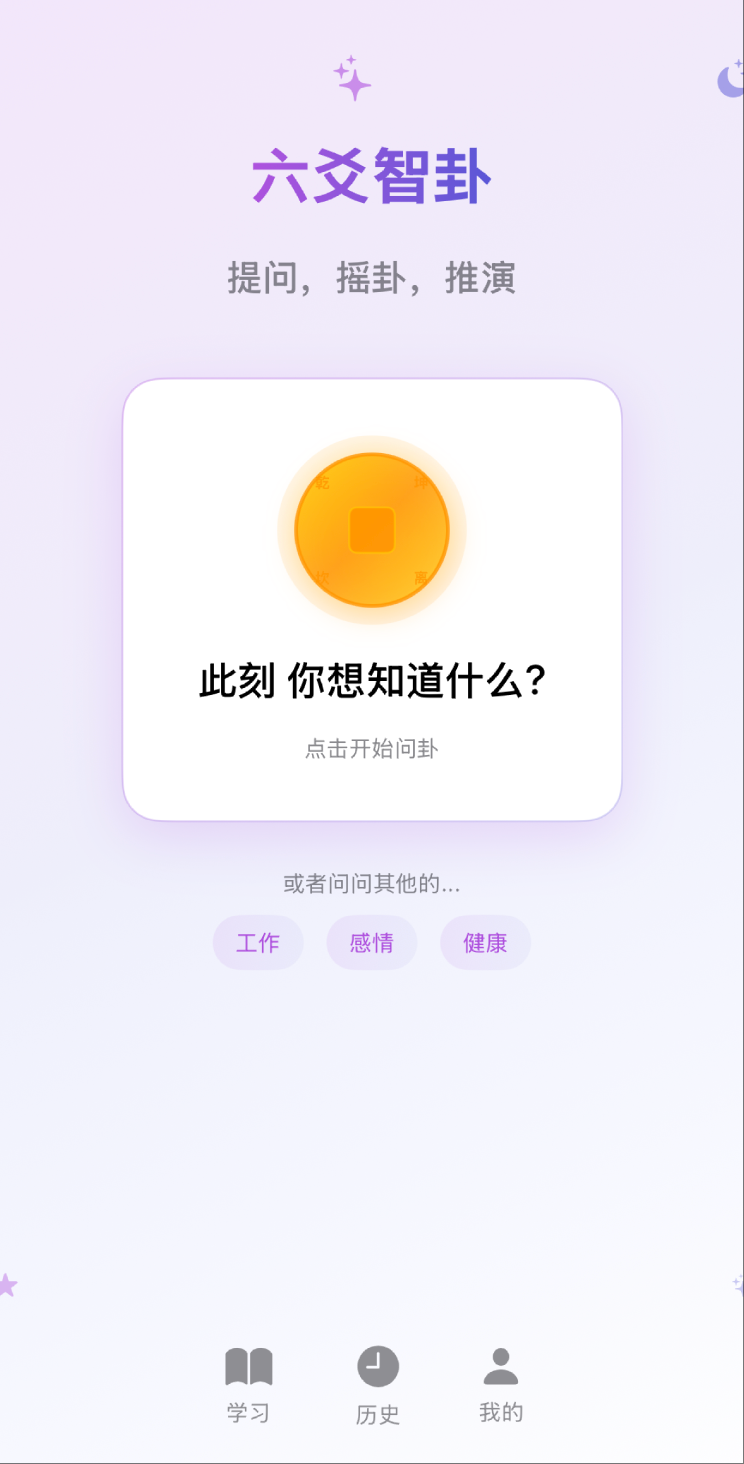 六爻智卦
提问，摇卦，推演
乾 坤
坎 离
此刻 你想知道什么?
点击开始问卦
或者问问其他的...
工作 感情 健康
学习 历史 我的